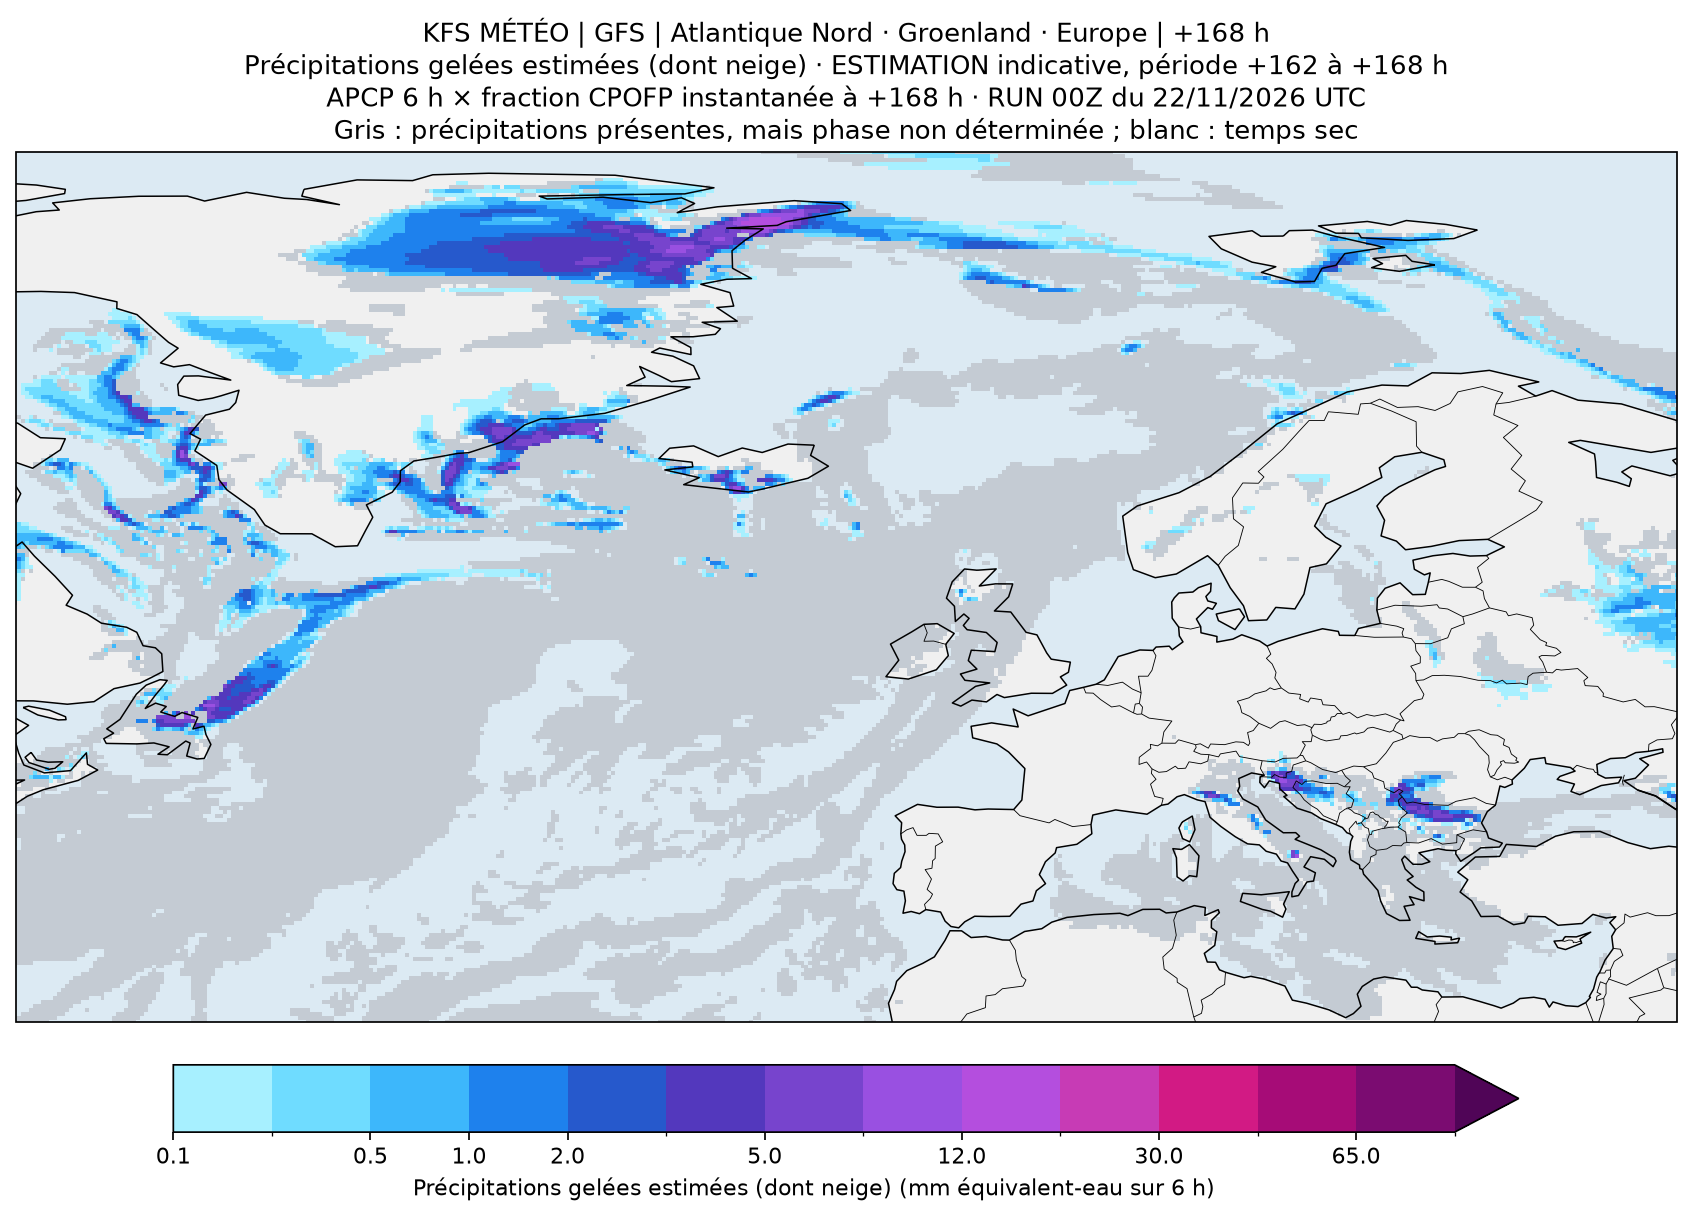 KFS MÉTÉO | GFS | Atlantique Nord · Groenland · Europe | +168 h
Précipitations gelées estimées (dont neige) · ESTIMATION indicative, période +162 à +168 h
APCP 6 h × fraction CPOFP instantanée à +168 h · RUN 00Z du 22/11/2026 UTC
Gris : précipitations présentes, mais phase non déterminée ; blanc : temps sec
0.1 0.5 1.0 2.0 5.0 12.0 30.0 65.0
Précipitations gelées estimées (dont neige) (mm équivalent-eau sur 6 h)